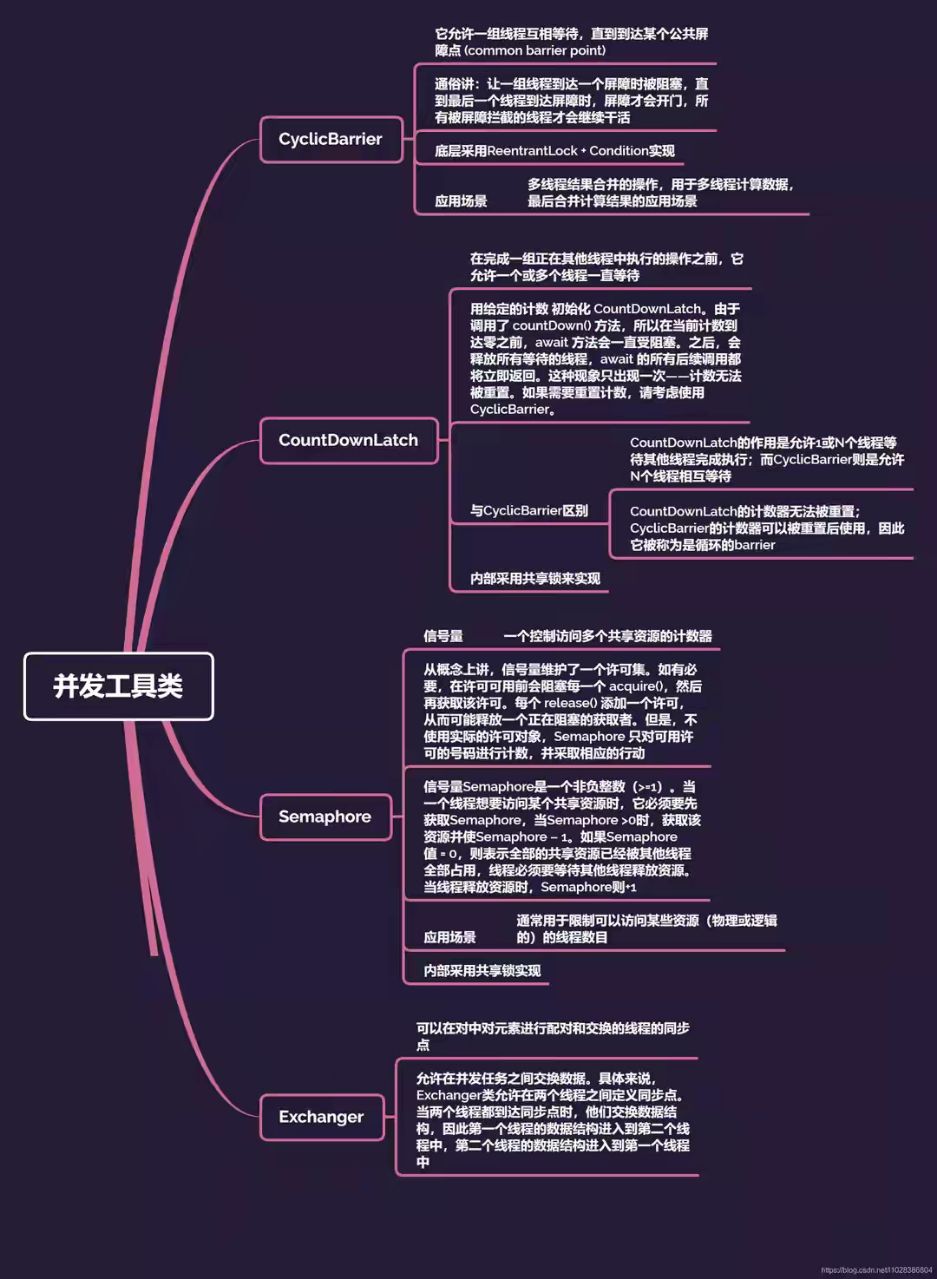 它允许一组线程互相等待，直到到达某个公共屏
障点 (common barrier point)
通俗讲：让一组线程到达一个屏障时被阻塞，直
到最后一个线程到达屏障时，屏障才会开门，所
有被屏障拦截的线程才会继续干活
CyclicBarrier
底层采用ReentrantLock + Condition实现
应用场景
多线程结果合并的操作，用于多线程计算数据，
最后合并计算结果的应用场景
在完成一组正在其他线程中执行的操作之前，它
允许一个或多个线程一直等待
用给定的计数 初始化 CountDownLatch。由于
调用了 countDown() 方法，所以在当前计数到
达零之前，await 方法会一直受阻塞。之后，会
释放所有等待的线程，await 的所有后续调用都
将立即返回。这种现象只出现一次——计数无法
被重置。如果需要重置计数，请考虑使用
CyclicBarrier。
CountDownLatch
与CyclicBarrier区别
CountDownLatch的作用是允许1或N个线程等
待其他线程完成执行；而CyclicBarrier则是允许
N个线程相互等待
CountDownLatch的计数器无法被重置；
CyclicBarrier的计数器可以被重置后使用，因此
它被称为是循环的barrier
内部采用共享锁来实现
并发工具类
信号量
一个控制访问多个共享资源的计数器
从概念上讲，信号量维护了一个许可集。如有必
要，在许可可用前会阻塞每一个 acquire()，然后
再获取该许可。每个 release() 添加一个许可，
从而可能释放一个正在阻塞的获取者。但是，不
使用实际的许可对象，Semaphore 只对可用许
可的号码进行计数，并采取相应的行动
Semaphore
信号量Semaphore是一个非负整数（>=1）。当
一个线程想要访问某个共享资源时，它必须要先
获取Semaphore，当Semaphore >0时，获取该
资源并使Semaphore – 1。如果Semaphore
值 = 0，则表示全部的共享资源已经被其他线程
全部占用，线程必须要等待其他线程释放资源。
当线程释放资源时，Semaphore则+1
应用场景
通常用于限制可以访问某些资源（物理或逻辑
的）的线程数目
内部采用共享锁实现
可以在对中对元素进行配对和交换的线程的同步
点
Exchanger
允许在并发任务之间交换数据。具体来说，
Exchanger类允许在两个线程之间定义同步点。
当两个线程都到达同步点时，他们交换数据结
构，因此第一个线程的数据结构进入到第二个线
程中，第二个线程的数据结构进入到第一个线程
中